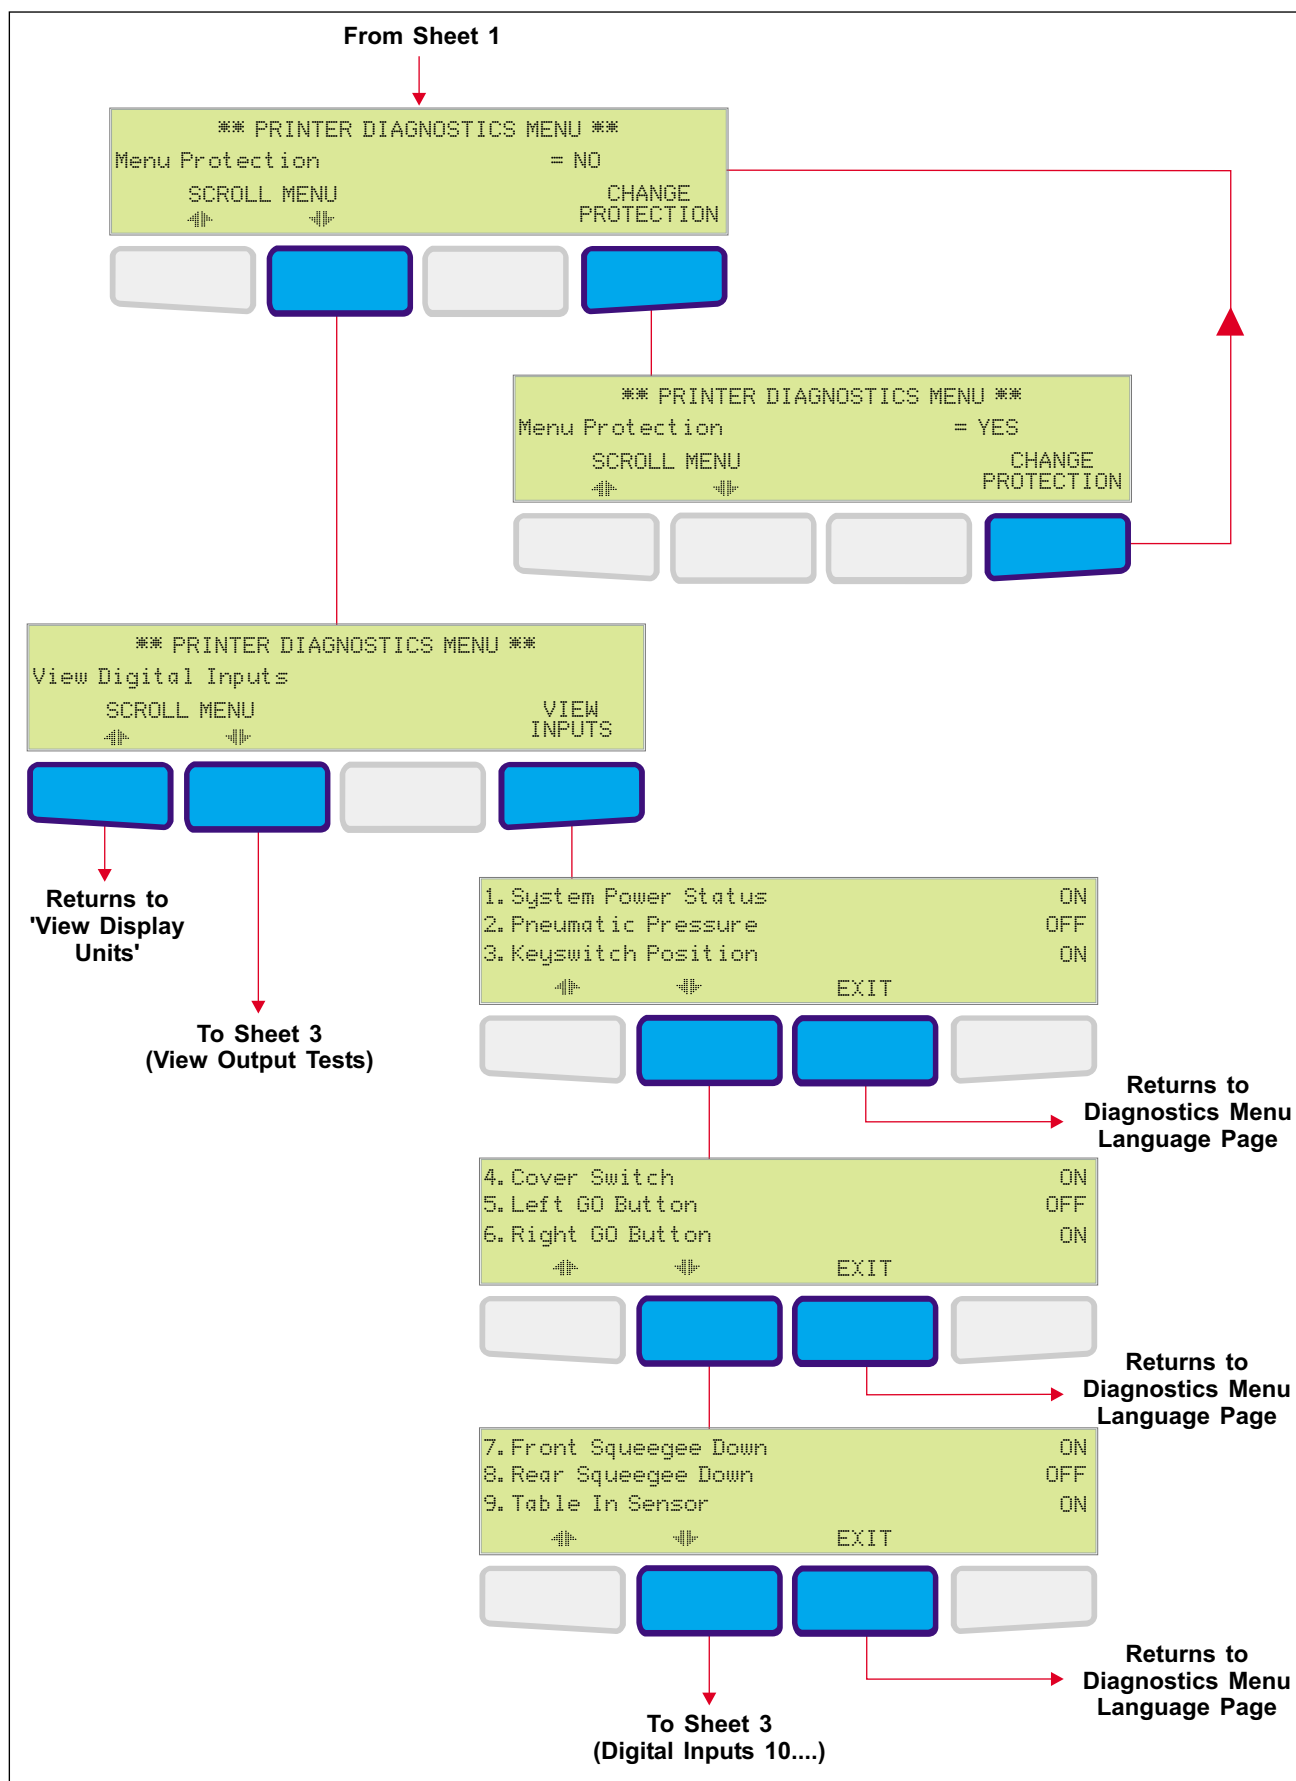 From Sheet 1
** PRINTER DIAGNOSTICS MENU **
Menu Protection = NO
SCROLL MENU CHANGE
PROTECTION
** PRINTER DIAGNOSTICS MENU **
Menu Protection = YES
SCROLL MENU CHANGE
PROTECTION
** PRINTER DIAGNOSTICS MENU **
View Digital Inputs
SCROLL MENU VIEW
INPUTS
Returns to
'View Display
Units'
To Sheet 3
(View Output Tests)
1. System Power Status ON
2. Pneumatic Pressure OFF
3. Keyswitch Position ON
EXIT
Returns to
Diagnostics Menu
Language Page
4. Cover Switch ON
5. Left GO Button OFF
6. Right GO Button ON
EXIT
Returns to
Diagnostics Menu
Language Page
7. Front Squeegee Down ON
8. Rear Squeegee Down OFF
9. Table In Sensor ON
EXIT
Returns to
Diagnostics Menu
Language Page
To Sheet 3
(Digital Inputs 10....)